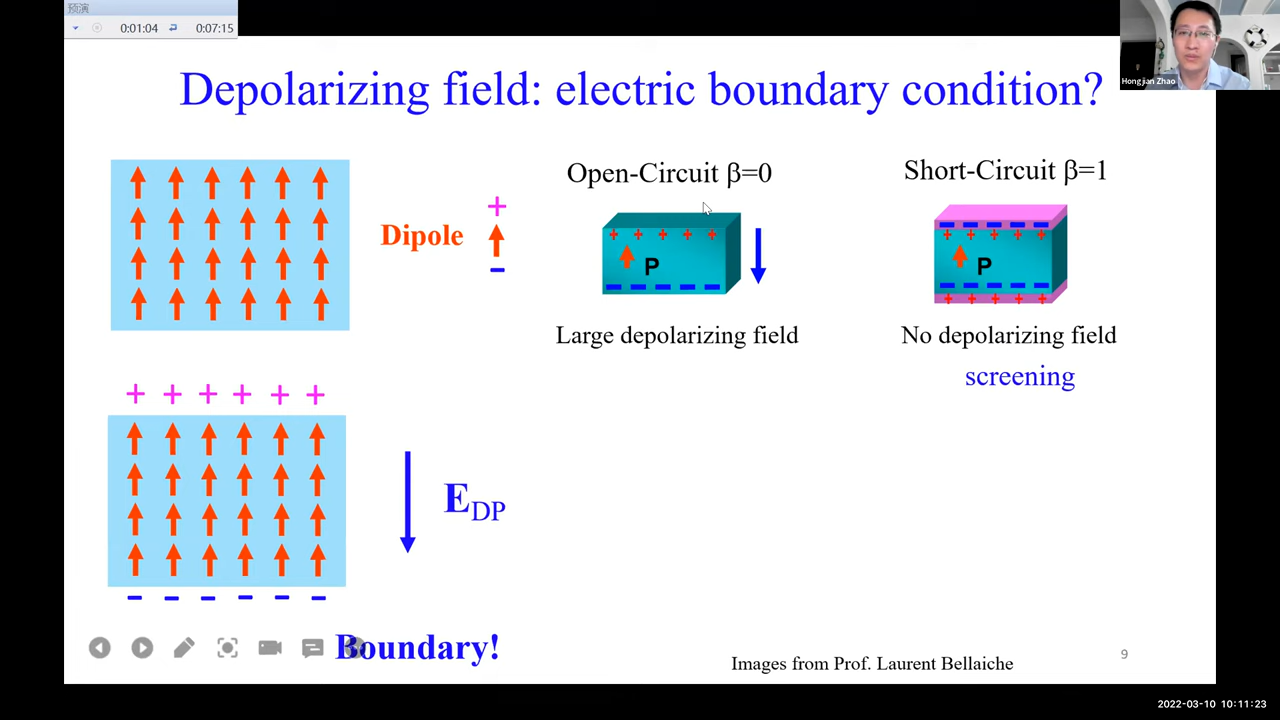 预演
0:01:04 0:07:15
Hongjian Zhao
Depolarizing field: electric boundary condition?
Dipole
+
-
Open-Circuit β=0
+ + + + +
P
- - - - -
Large depolarizing field
Short-Circuit β=1
- - - - -
+ + + + +
P
- - - - -
+ + + + +
No depolarizing field
screening
+ + + + + +
- - - - - -
E_DP
Boundary!
Images from Prof. Laurent Bellaiche
9
2022-03-10 10:11:23